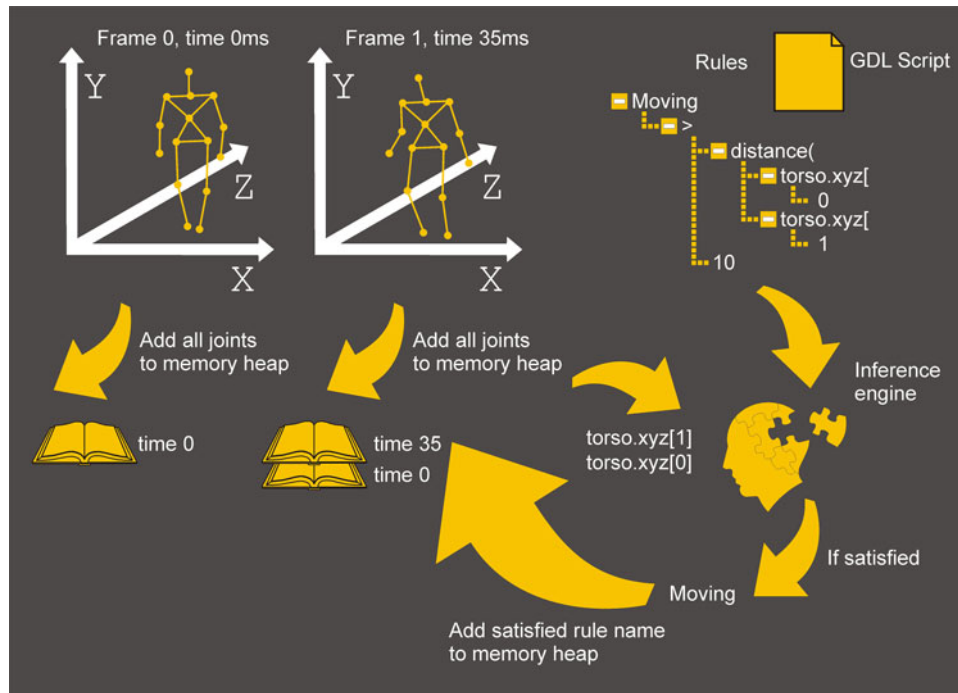 Frame 0, time 0ms
Frame 1, time 35ms
Rules
GDL Script
Y
Z
X
Y
Z
X
Moving
>
distance(
torso.xyz[
0
torso.xyz[
1
10
Add all joints
to memory heap
Add all joints
to memory heap
Inference
engine
time 0
time 35
time 0
torso.xyz[1]
torso.xyz[0]
If satisfied
Moving
Add satisfied rule name
to memory heap